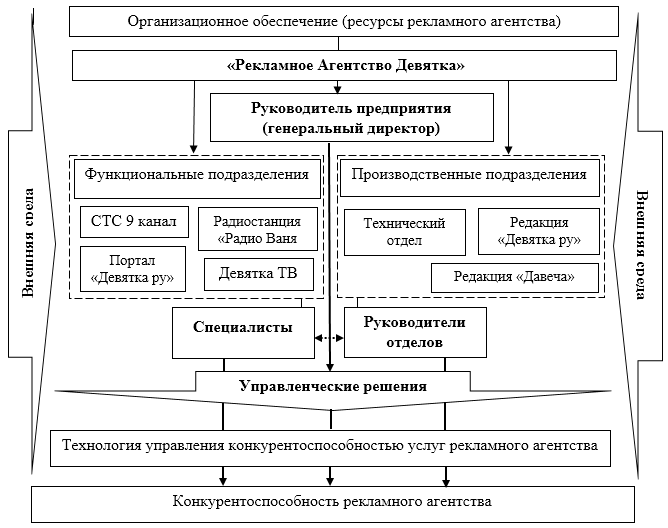 Организационное обеспечение (ресурсы рекламного агентства)
«Рекламное Агентство Девятка»
Руководитель предприятия
(генеральный директор)
Функциональные подразделения
Производственные подразделения
СТС 9 канал
Радиостанция
«Радио Ваня
Портал
«Девятка ру»
Девятка ТВ
Технический
отдел
Редакция
«Девятка ру»
Редакция «Давеча»
Внешняя среда
Внешняя среда
Специалисты
Руководители
отделов
Управленческие решения
Технология управления конкурентоспособностью услуг рекламного агентства
Конкурентоспособность рекламного агентства